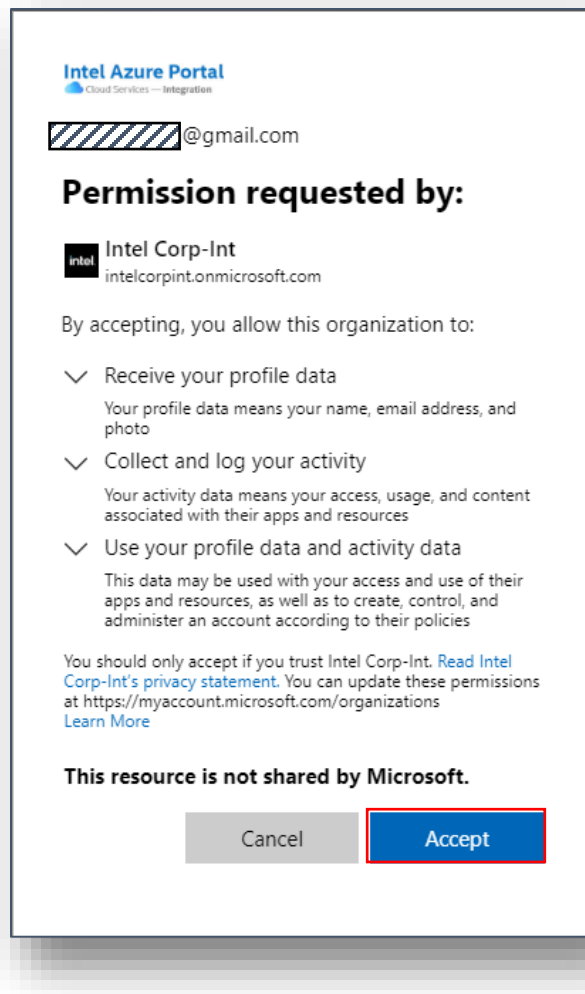 Intel Azure Portal
Cloud Services — Integration
@gmail.com
Permission requested by:
intel
Intel Corp-Int
intelcorpint.onmicrosoft.com
By accepting, you allow this organization to:
Receive your profile data
Your profile data means your name, email address, and
photo
Collect and log your activity
Your activity data means your access, usage, and content
associated with their apps and resources
Use your profile data and activity data
This data may be used with your access and use of their
apps and resources, as well as to create, control, and
administer an account according to their policies
You should only accept if you trust Intel Corp-Int. Read Intel
Corp-Int's privacy statement. You can update these permissions
at https://myaccount.microsoft.com/organizations
Learn More
This resource is not shared by Microsoft.
Cancel
Accept